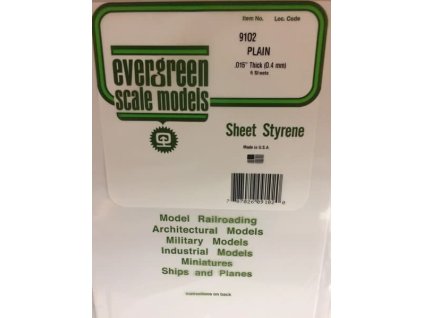 Item No. Loc. Code
9102
PLAIN
.015" Thick (0.4 mm)
evergreen
scale models
Sheet Styrene
Made in U.S.A
Model Railroading
Architectural Models
Military Models
Industrial Models
Miniatures
Ships and Planes
Instructions on back